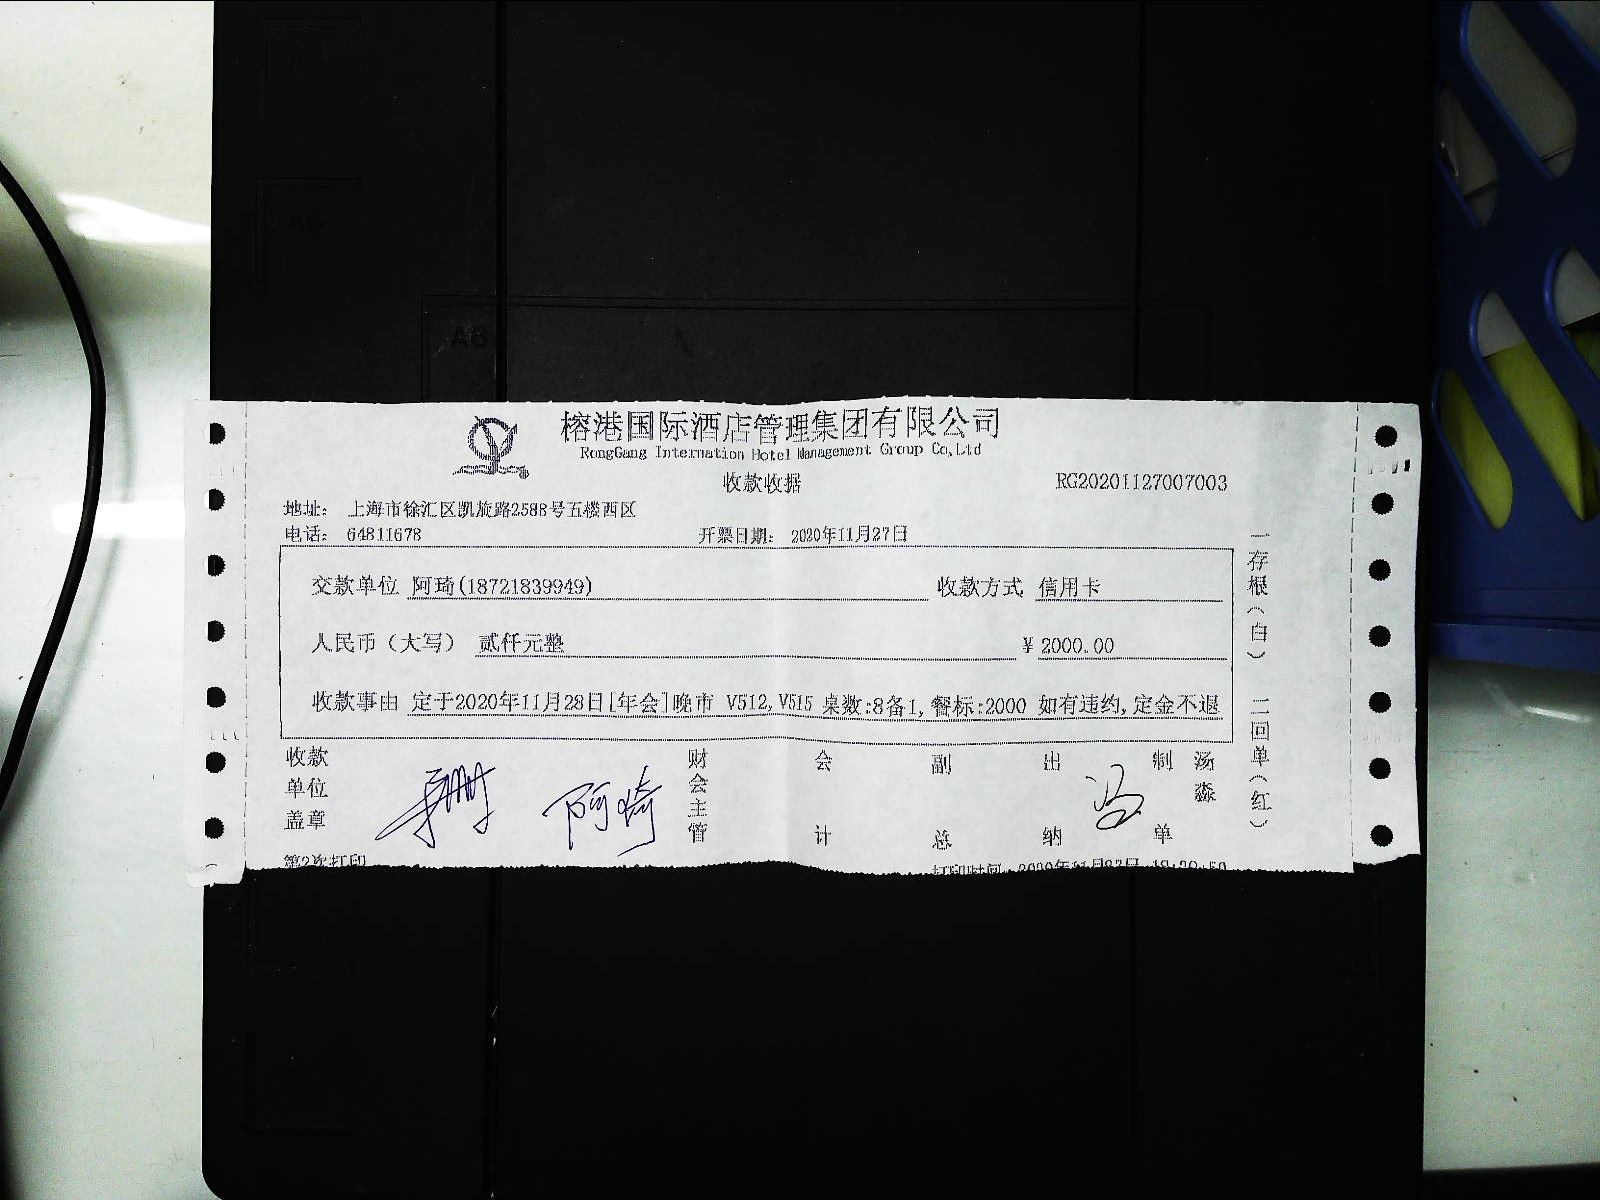 榕港国际酒店管理集团有限公司
RongGang Internation Hotel Management Group Co,Ltd
收款收据
RG20201127007003
地址： 上海市徐汇区凯旋路2588号五楼西区
电话： 64811678
开票日期： 2020年11月27日
交款单位 阿琦(18721839949) 收款方式 信用卡
人民币（大写） 贰仟元整 ¥ 2000.00
收款事由 定于2020年11月28日[年会]晚市 V512,V515 桌数:8备1,餐标:2000 如有违约,定金不退
收款单位盖章
阿琦
财会主管
会计
副总
出纳
冯
制单
汤淼
一存根（白） 二回单（红）
第2次打印
A6